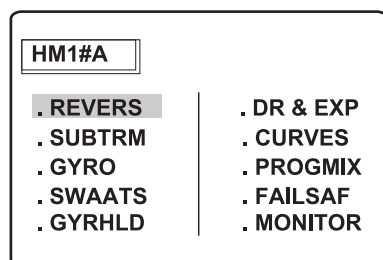 HM1#A
. REVERS
. SUBTRM
. GYRO
. SWAATS
. GYRHLD
. DR & EXP
. CURVES
. PROGMIX
. FAILSAF
. MONITOR